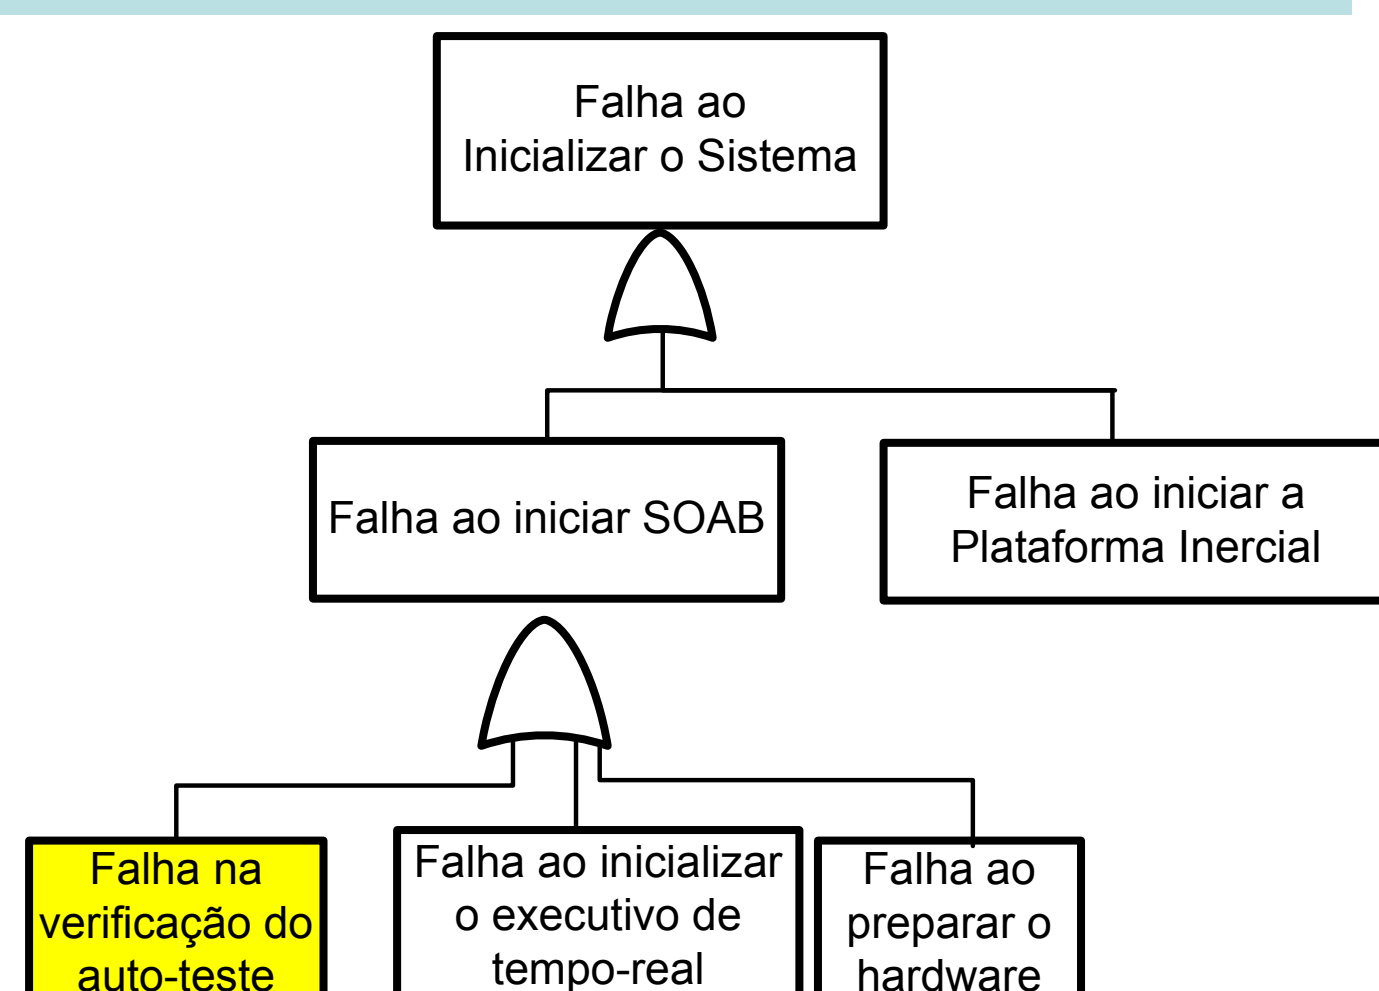 Falha ao
Inicializar o Sistema
Falha ao iniciar SOAB
Falha ao iniciar a
Plataforma Inercial
Falha na
verificação do
auto-teste
Falha ao inicializar
o executivo de
tempo-real
Falha ao
preparar o
hardware